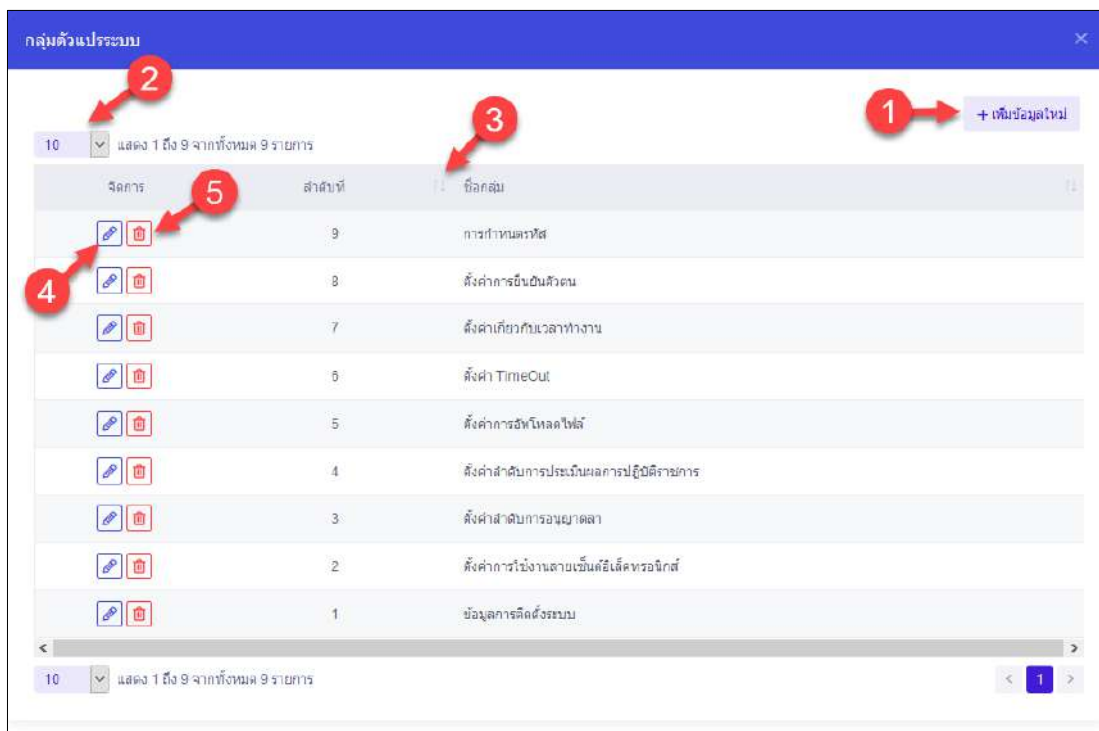 กลุ่มตัวแปรระบบ ×
2
1 + เพิ่มข้อมูลใหม่
3
10 แสดง 1 ถึง 9 จากทั้งหมด 9 รายการ
จัดการ ลำดับที่ ชื่อกลุ่ม
5
9 การกำหนดรหัส
4
8 ตั้งค่าการยืนยันตัวตน
7 ตั้งค่าเกี่ยวกับเวลาทำงาน
6 ตั้งค่า TimeOut
5 ตั้งค่าการอัพโหลดไฟล์
4 ตั้งค่าลำดับการประเมินผลการปฏิบัติราชการ
3 ตั้งค่าลำดับการอนุญาตลา
2 ตั้งค่าการใช้งานลายเซ็นต์อิเล็คทรอนิกส์
1 ข้อมูลการติดตั้งระบบ
10 แสดง 1 ถึง 9 จากทั้งหมด 9 รายการ < 1 >